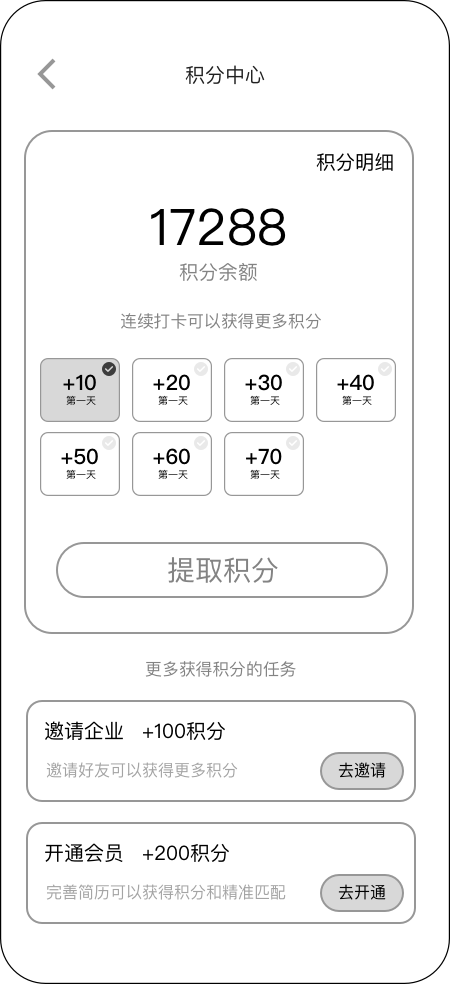 积分中心
积分明细
17288
积分余额
连续打卡可以获得更多积分
+10 +20 +30 +40
第一天 第一天 第一天 第一天
+50 +60 +70
第一天 第一天 第一天
提取积分
更多获得积分的任务
邀请企业 +100积分
邀请好友可以获得更多积分
去邀请
开通会员 +200积分
完善简历可以获得积分和精准匹配
去开通